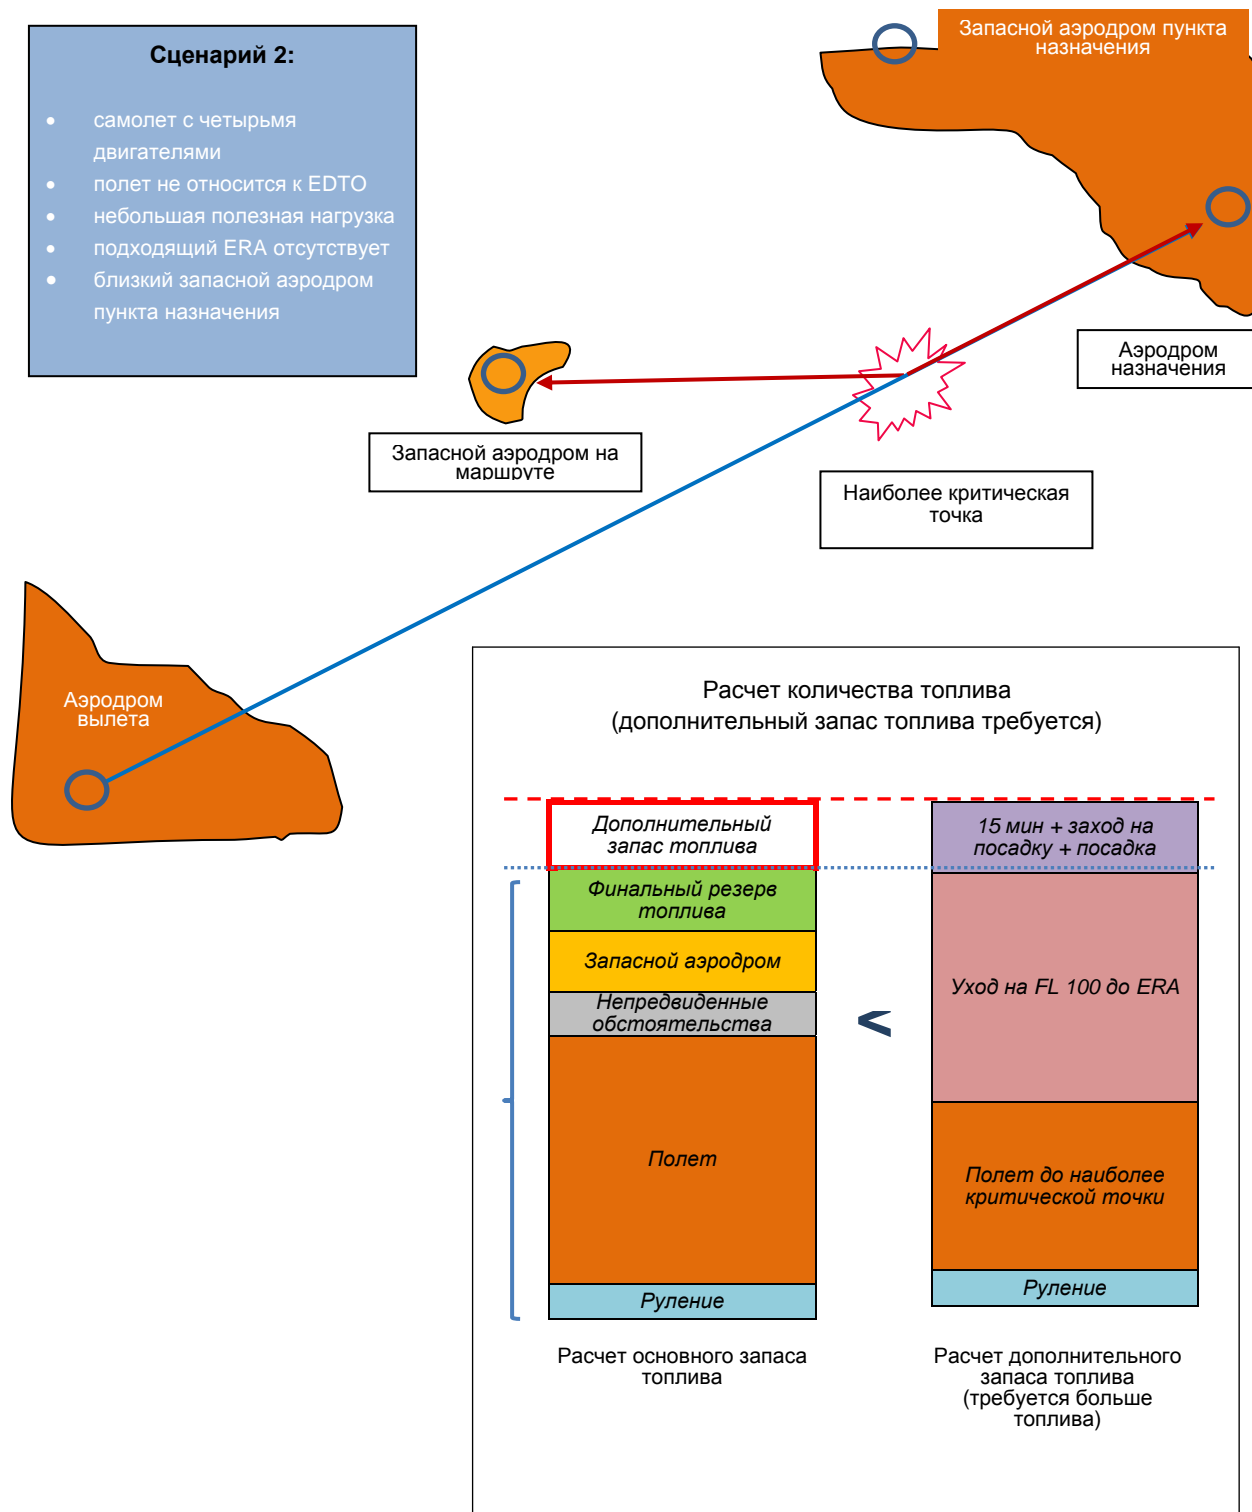 Сценарий 2:
• самолет с четырьмя
двигателями
• полет не относится к EDTO
• небольшая полезная нагрузка
• подходящий ERA отсутствует
• близкий запасной аэродром
пункта назначения
Запасной аэродром пункта
назначения
Аэродром
назначения
Запасной аэродром на
маршруте
Наиболее критическая
точка
Аэродром
вылета
Расчет количества топлива
(дополнительный запас топлива требуется)
Дополнительный
запас топлива
Финальный резерв
топлива
Запасной аэродром
Непредвиденные
обстоятельства
Полет
Руление
<
15 мин + заход на
посадку + посадка
Уход на FL 100 до ERA
Полет до наиболее
критической точки
Руление
Расчет основного запаса
топлива
Расчет дополнительного
запаса топлива
(требуется больше
топлива)